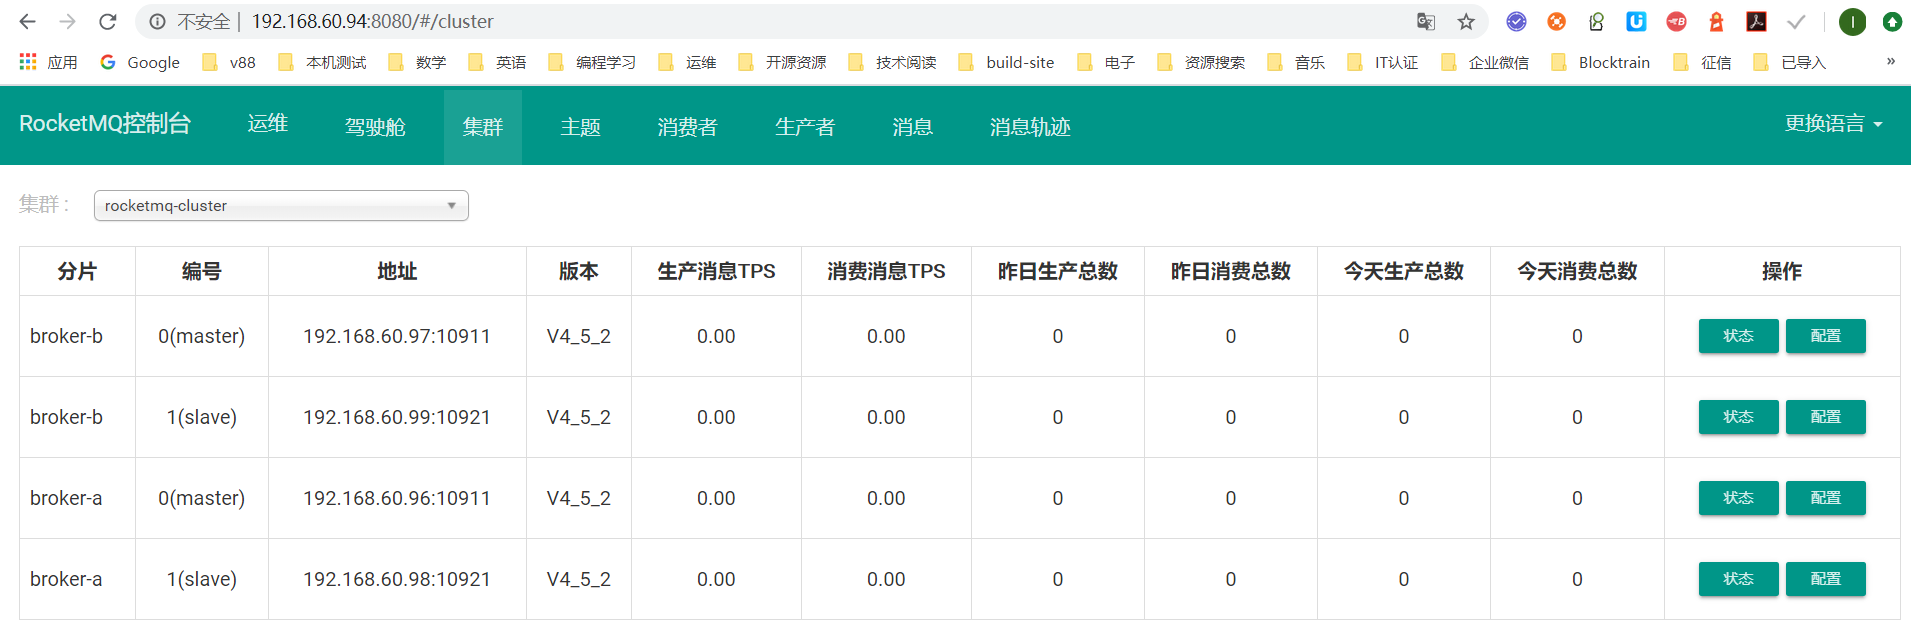 不安全 | 192.168.60.94:8080/#/cluster
应用 Google v88 本机测试 数学 英语 编程学习 运维 开源资源 技术阅读 build-site 电子 资源搜索 音乐 IT认证 企业微信 Blocktrain 征信 已导入 »
RocketMQ控制台 运维 驾驶舱 集群 主题 消费者 生产者 消息 消息轨迹 更换语言
集群 : rocketmq-cluster
分片 编号 地址 版本 生产消息TPS 消费消息TPS 昨日生产总数 昨日消费总数 今天生产总数 今天消费总数 操作
broker-b 0(master) 192.168.60.97:10911 V4_5_2 0.00 0.00 0 0 0 0 状态 配置
broker-b 1(slave) 192.168.60.99:10921 V4_5_2 0.00 0.00 0 0 0 0 状态 配置
broker-a 0(master) 192.168.60.96:10911 V4_5_2 0.00 0.00 0 0 0 0 状态 配置
broker-a 1(slave) 192.168.60.98:10921 V4_5_2 0.00 0.00 0 0 0 0 状态 配置